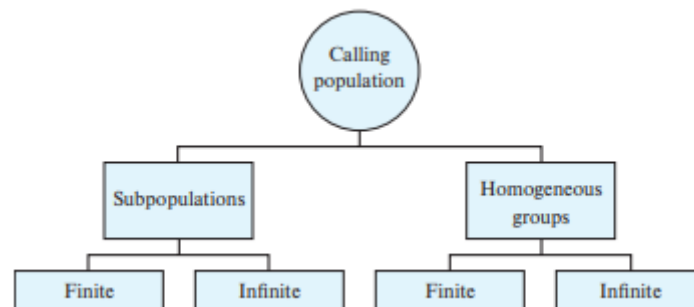 Calling
population
Subpopulations
Homogeneous
groups
Finite
Infinite
Finite
Infinite